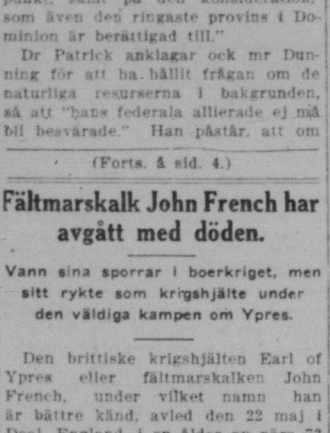 som även den ringaste provins i Do-
minion är berättigad till."
Dr Patrick anklagar ock mr Dun-
ning för att ha hållit frågan om de
naturliga resurserna i bakgrunden,
så att "hans federala allierade ej må
bli besvärade." Han påstår, att om
(Forts. å sid. 4.)
Fältmarskalk John French har
avgått med döden.
Vann sina sporrar i boerkriget, men
sitt rykte som krigshjälte under
den väldiga kampen om Ypres.
Den brittiske krigshjälten Earl of
Ypres eller fältmarskalken John
French, under vilket namn han
är bättre känd, avled den 22 maj i